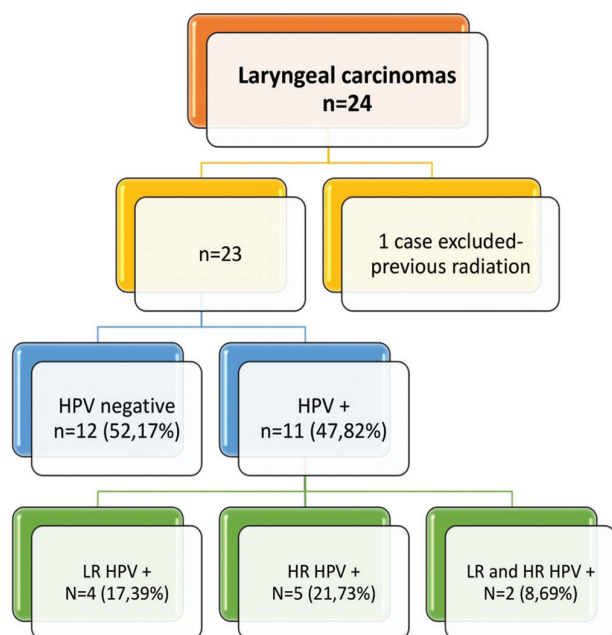 Laryngeal carcinomas
n=24
n=23
1 case excluded-
previous radiation
HPV negative
n=12 (52,17%)
HPV +
n=11 (47,82%)
LR HPV +
N=4 (17,39%)
HR HPV +
N=5 (21,73%)
LR and HR HPV +
N=2 (8,69%)